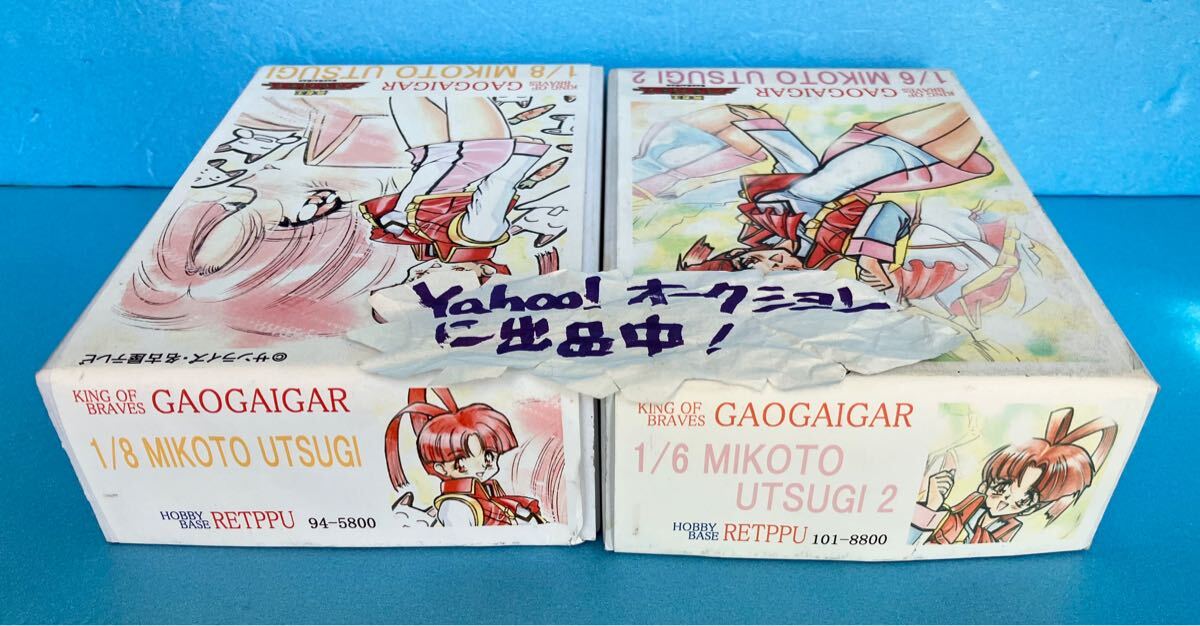 1/8 MIKOTO UTSUGI
KING OF
BRAVES GAOGAIGAR
1/6 MIKOTO UTSUGI 2
KING OF
BRAVES GAOGAIGAR
Yahoo! オークション
に出品中!
©サンライズ・名古屋テレビ
KING OF
BRAVES GAOGAIGAR
1/8 MIKOTO UTSUGI
HOBBY
BASE RETPPU 94-5800
KING OF
BRAVES GAOGAIGAR
1/6 MIKOTO
UTSUGI 2
HOBBY
BASE RETPPU 101-8800